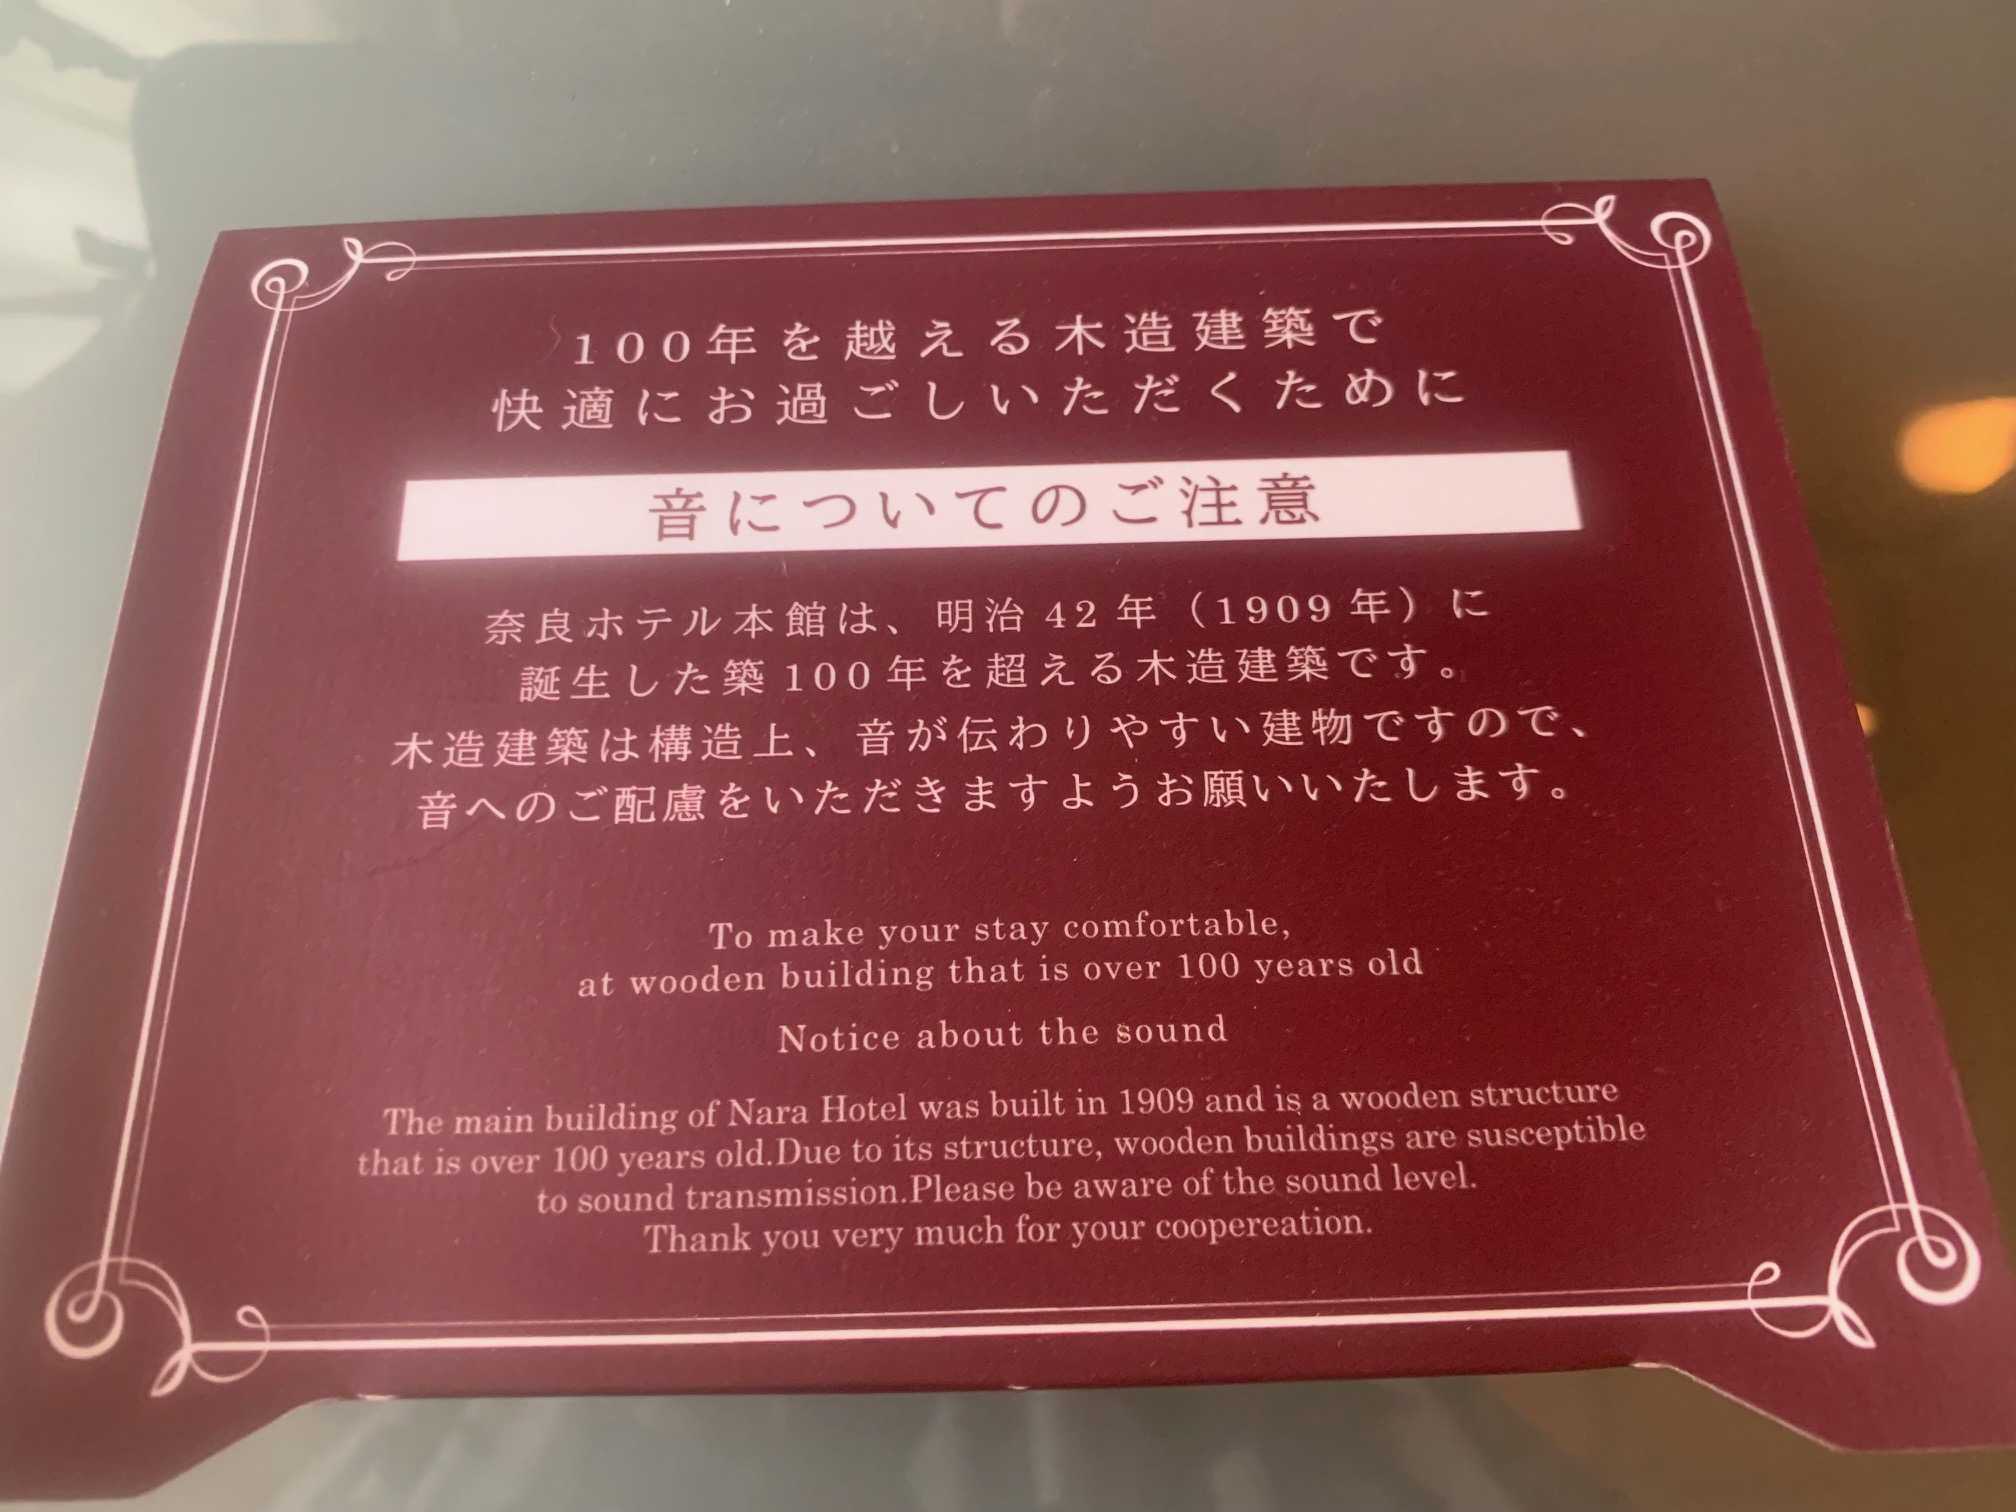 100年を越える木造建築で
快適にお過ごしいただくために
音についてのご注意
奈良ホテル本館は、明治42年（1909年）に
誕生した築100年を超える木造建築です。
木造建築は構造上、音が伝わりやすい建物ですので、
音へのご配慮をいただきますようお願いいたします。
To make your stay comfortable,
at wooden building that is over 100 years old
Notice about the sound
The main building of Nara Hotel was built in 1909 and is a wooden structure
that is over 100 years old.Due to its structure, wooden buildings are susceptible
to sound transmission.Please be aware of the sound level.
Thank you very much for your coopereation.